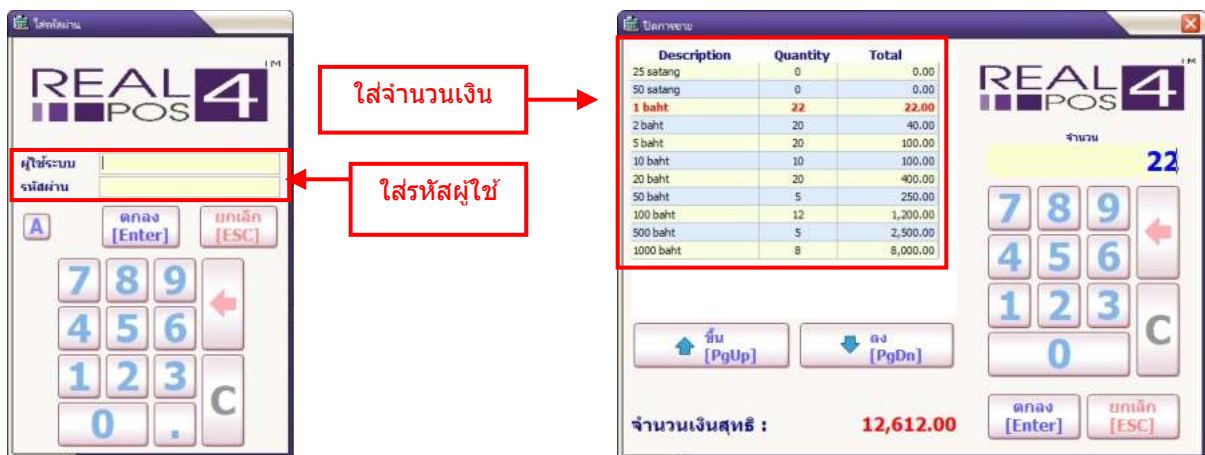 ใส่รหัสผ่าน
REAL 4 TM
POS
ผู้ใช้ระบบ
รหัสผ่าน
A
ตกลง
[Enter]
ยกเลิก
[ESC]
7 8 9
4 5 6
1 2 3 C
0 .
ใส่จำนวนเงิน
ใส่รหัสผู้ใช้
ปิดการขาย
Description Quantity Total
25 satang 0 0.00
50 satang 0 0.00
1 baht 22 22.00
2 baht 20 40.00
5 baht 20 100.00
10 baht 10 100.00
20 baht 20 400.00
50 baht 5 250.00
100 baht 12 1,200.00
500 baht 5 2,500.00
1000 baht 8 8,000.00
ขึ้น
[PgUp]
ลง
[PgDn]
จำนวนเงินสุทธิ : 12,612.00
REAL 4 TM
POS
จำนวน
22
7 8 9
4 5 6
1 2 3 C
0
ตกลง
[Enter]
ยกเลิก
[ESC]